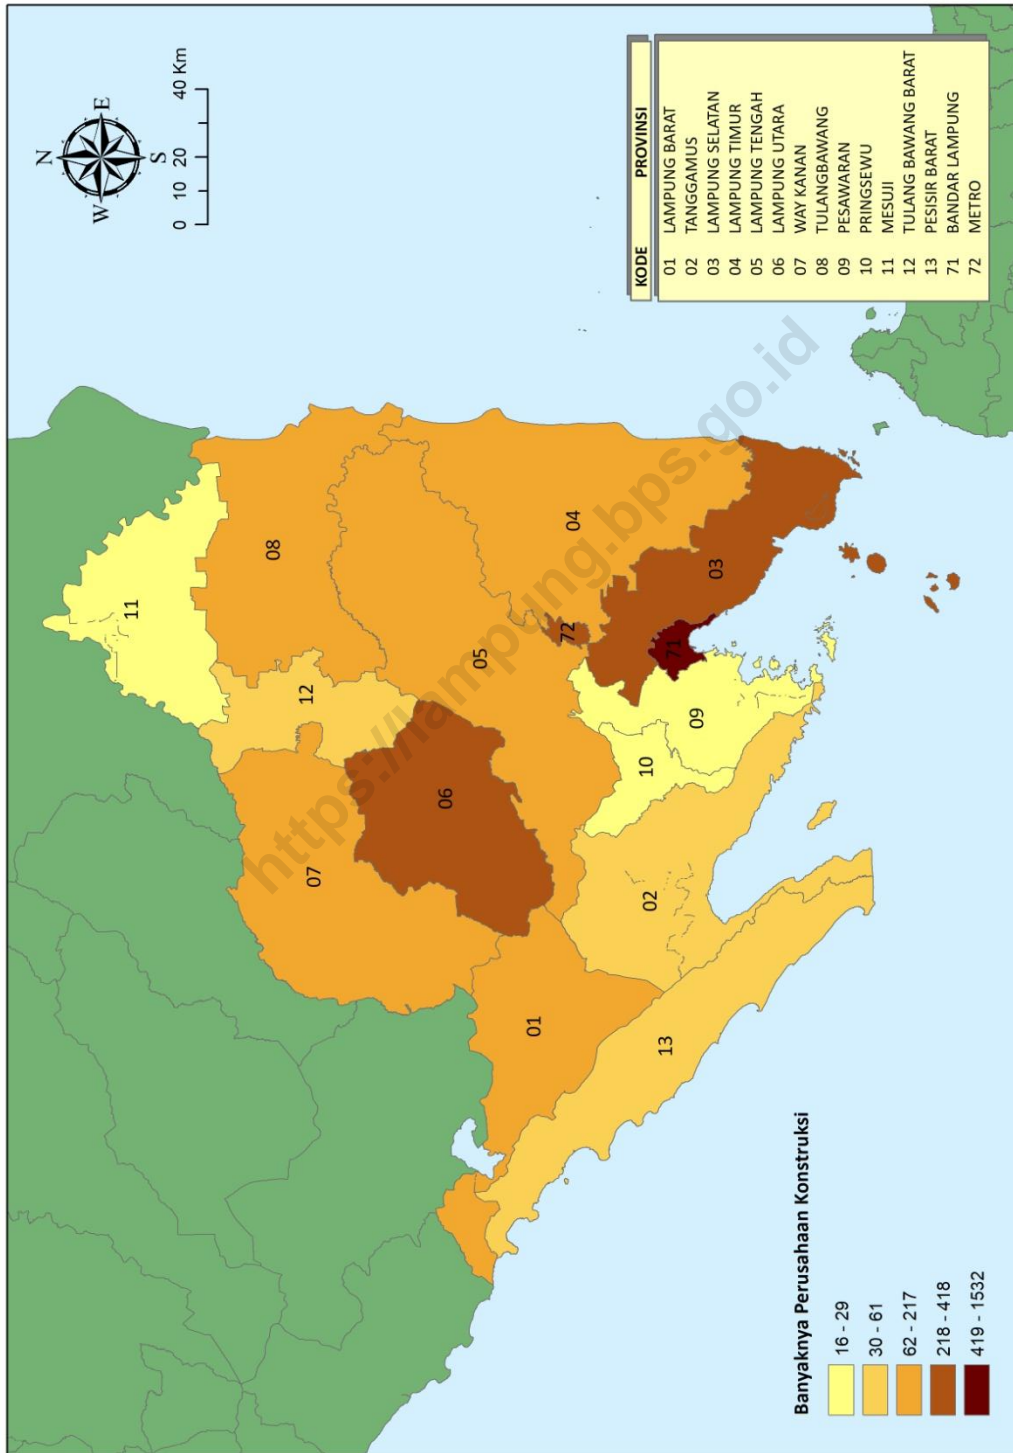 N
W
E
S
0 10 20 40 Km
KODE PROVINSI
01 LAMPUNG BARAT
02 TANGGAMUS
03 LAMPUNG SELATAN
04 LAMPUNG TIMUR
05 LAMPUNG TENGAH
06 LAMPUNG UTARA
07 WAY KANAN
08 TULANGBAWANG
09 PESAWARAN
10 PRINGSEWU
11 MESUJI
12 TULANG BAWANG BARAT
13 PESISIR BARAT
71 BANDAR LAMPUNG
72 METRO
11
08
12
07
06
05
04
72
03
71
09
10
02
01
13
https://lampung.bps.go.id
Banyaknya Perusahaan Konstruksi
16 - 29
30 - 61
62 - 217
218 - 418
419 - 1532